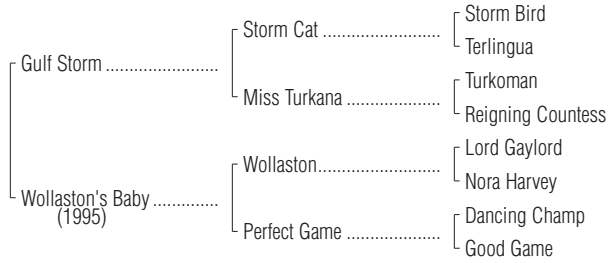 Storm Bird
Storm Cat ........................
Terlingua
Gulf Storm .......................
Turkoman
Miss Turkana ...................
Reigning Countess
Lord Gaylord
Wollaston.........................
Nora Harvey
Wollaston's Baby .............
(1995)
Dancing Champ
Perfect Game ...................
Good Game